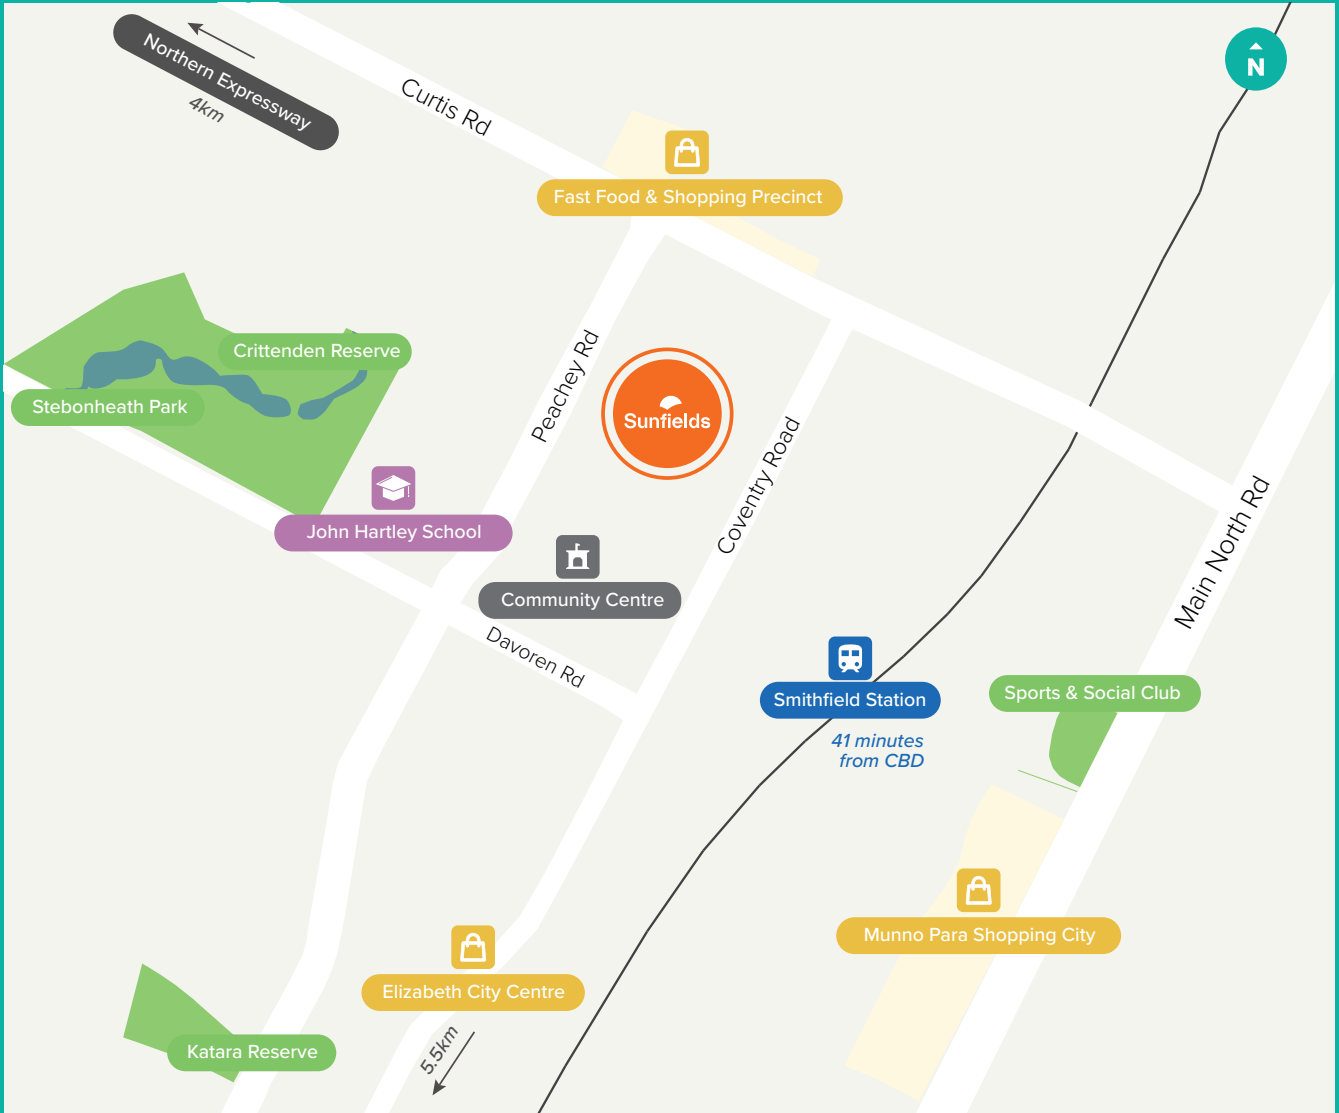 Northern Expressway
4km
N
Curtis Rd
Fast Food & Shopping Precinct
Crittenden Reserve
Stebonheath Park
Peachey Rd
Sunfields
Coventry Road
John Hartley School
Community Centre
Davoren Rd
Main North Rd
Smithfield Station
41 minutes
from CBD
Sports & Social Club
Munno Para Shopping City
Elizabeth City Centre
5.5km
Katara Reserve